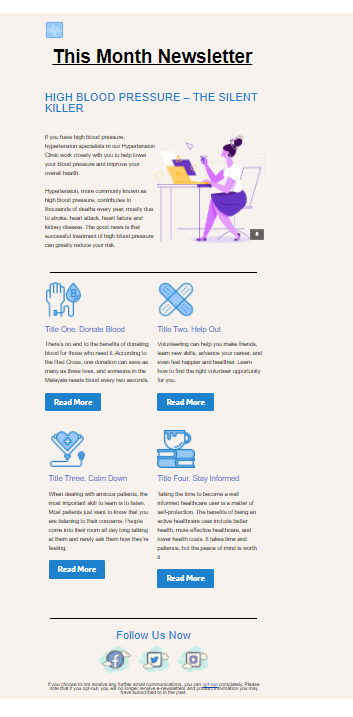 This Month Newsletter
HIGH BLOOD PRESSURE – THE SILENT
KILLER
If you have high blood pressure,
hypertension specialists in our Hypertension
Clinic work closely with you to help lower
your blood pressure and improve your
overall health.
Hypertension, more commonly known as
high blood pressure, contributes to
thousands of deaths every year, mostly due
to stroke, heart attack, heart failure and
kidney disease. The good news is that
successful treatment of high blood pressure
can greatly reduce your risk.
Title One. Donate Blood
There's no end to the benefits of donating
blood for those who need it. According to
the Red Cross, one donation can save as
many as three lives, and someone in the
Malaysia needs blood every two seconds.
Read More
Title Two. Help Out
Volunteering can help you make friends,
learn new skills, advance your career, and
even feel happier and healthier. Learn
how to find the right volunteer opportunity
for you.
Read More
Title Three. Calm Down
When dealing with anxious patients, the
most important skill to learn is to listen.
Most patients just want to know that you
are listening to their concerns. People
come into their room all day long talking
at them and rarely ask them how they're
feeling.
Read More
Title Four. Stay Informed
Taking the time to become a well
informed healthcare user is a matter of
self-protection. The benefits of being an
active healthcare user include better
health, more effective healthcare, and
lower health costs. It takes time and
patience, but the peace of mind is worth
it
Read More
Follow Us Now
If you choose to not receive any further email communications, you can opt-out completely. Please
note that if you opt-out, you will no longer receive e-newsletters and product information you may
have subscribed to in the past.